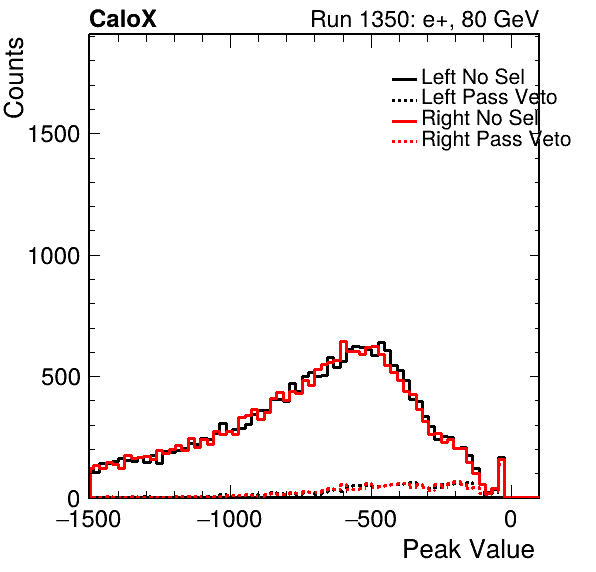 CaloX Run 1350: e+, 80 GeV
Counts
Left No Sel
Left Pass Veto
Right No Sel
Right Pass Veto
1500
1000
500
0
−1500 −1000 −500 0
Peak Value